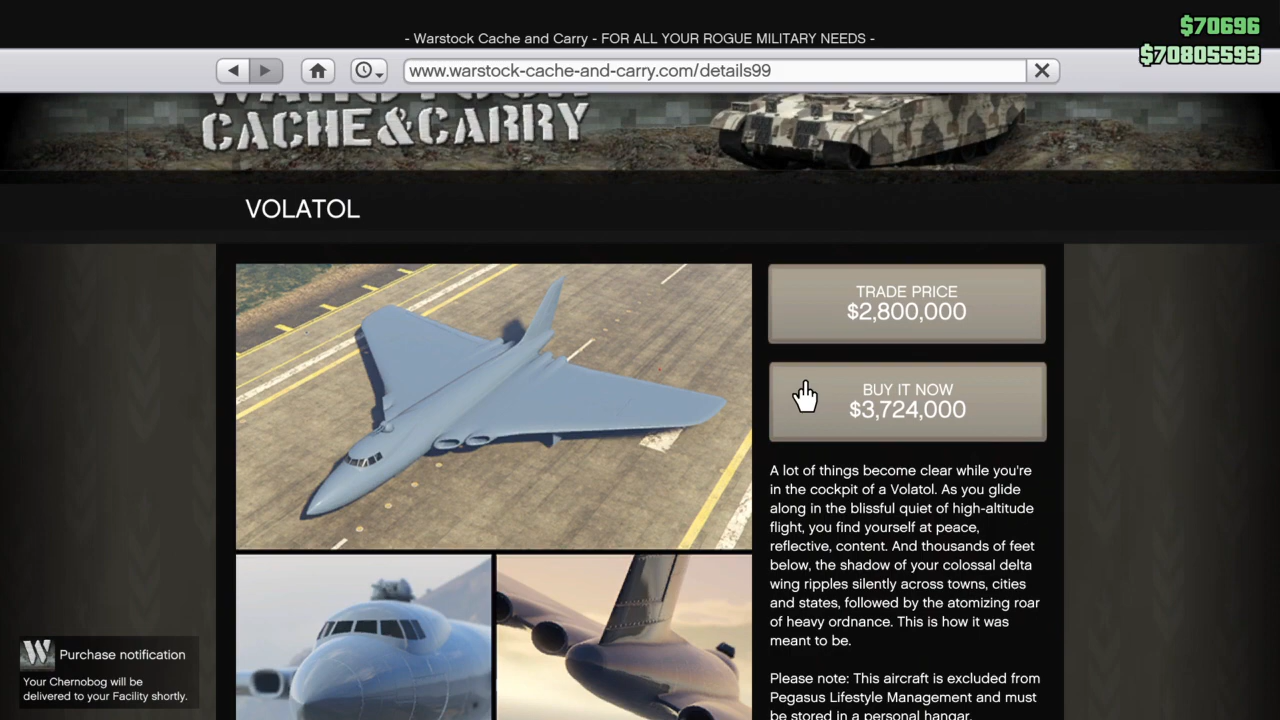 $70696
- Warstock Cache and Carry - FOR ALL YOUR ROGUE MILITARY NEEDS -
$70805593
www.warstock-cache-and-carry.com/details99
WARSTOCK
CACHE&CARRY
VOLATOL
TRADE PRICE
$2,800,000
BUY IT NOW
$3,724,000
A lot of things become clear while you're
in the cockpit of a Volatol. As you glide
along in the blissful quiet of high-altitude
flight, you find yourself at peace,
reflective, content. And thousands of feet
below, the shadow of your colossal delta
wing ripples silently across towns, cities
and states, followed by the atomizing roar
of heavy ordnance. This is how it was
meant to be.
Please note: This aircraft is excluded from
Pegasus Lifestyle Management and must
be stored in a personal hangar.
W Purchase notification
Your Chernobog will be
delivered to your Facility shortly.